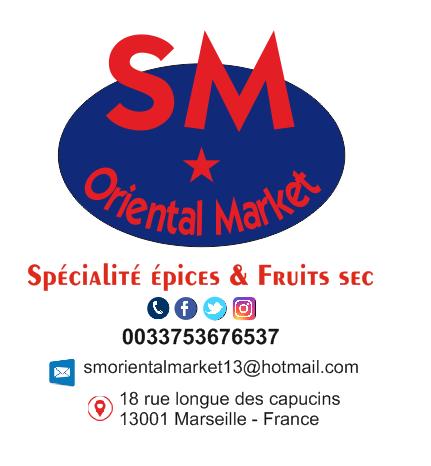 SM
Oriental Market
Spécialité épices & Fruits sec
0033753676537
smorientalmarket13@hotmail.com
18 rue longue des capucins
13001 Marseille - France